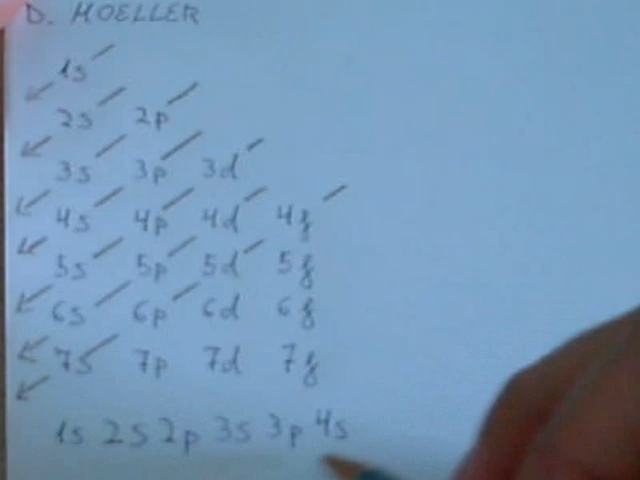 D. MOELLER
1s
2s 2p
3s 3p 3d
4s 4p 4d 4f
5s 5p 5d 5f
6s 6p 6d 6f
7s 7p 7d 7f
1s 2s 2p 3s 3p 4s